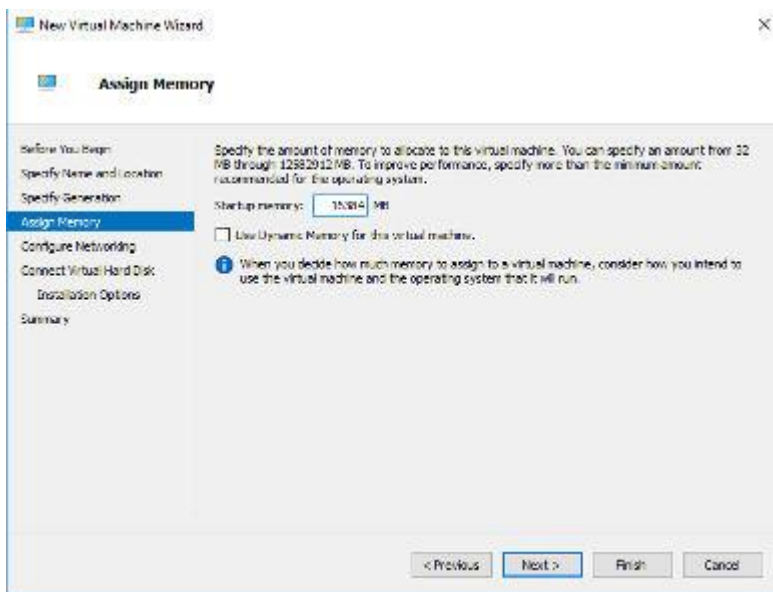 New Virtual Machine Wizard
Assign Memory
Before You Begin
Specify Name and Location
Specify Generation
Assign Memory
Configure Networking
Connect Virtual Hard Disk
Installation Options
Summary
Specify the amount of memory to allocate to this virtual machine. You can specify an amount from 32
MB through 12582912 MB. To improve performance, specify more than the minimum amount
recommended for the operating system.
Startup memory: MB
Use Dynamic Memory for this virtual machine.
When you decide how much memory to assign to a virtual machine, consider how you intend to
use the virtual machine and the operating system that it will run.
< Previous
Next >
Finish
Cancel